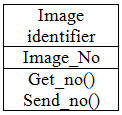 Image
identifier
Image_No
Get_no()
Send_no()